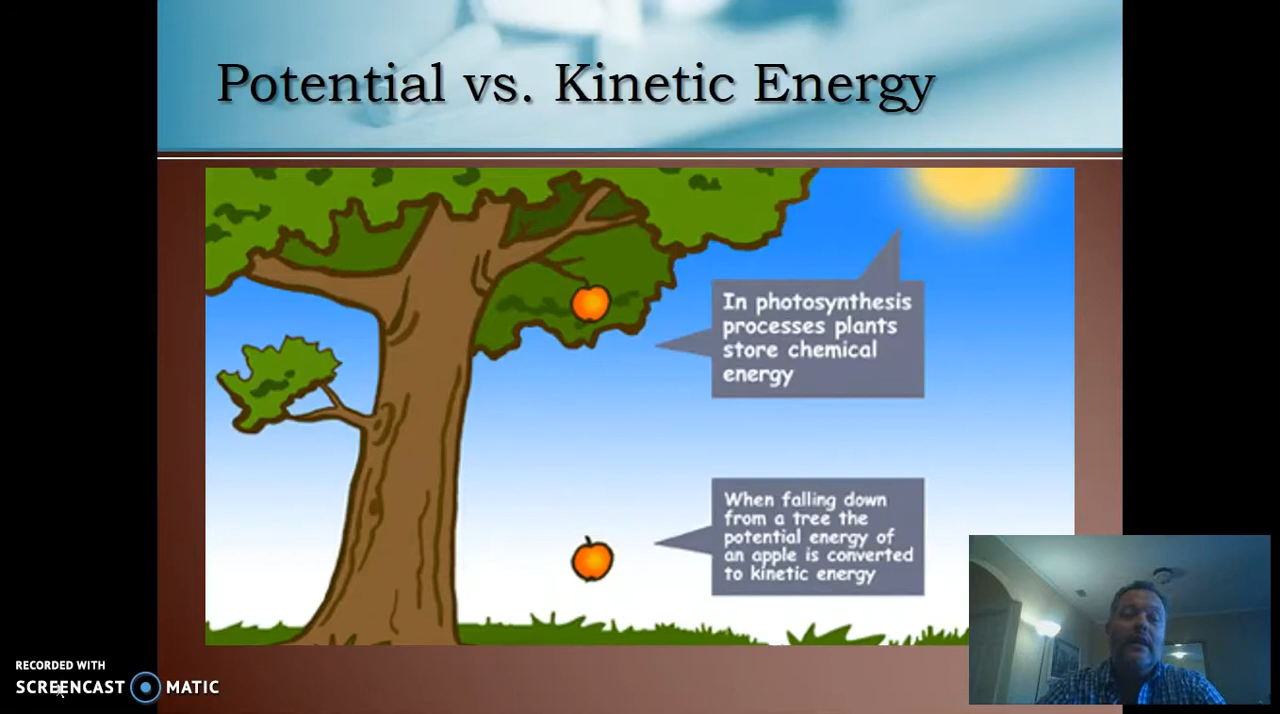 Potential vs. Kinetic Energy
In photosynthesis
processes plants
store chemical
energy
When falling down
from a tree the
potential energy of
an apple is converted
to kinetic energy
RECORDED WITH
SCREENCAST MATIC